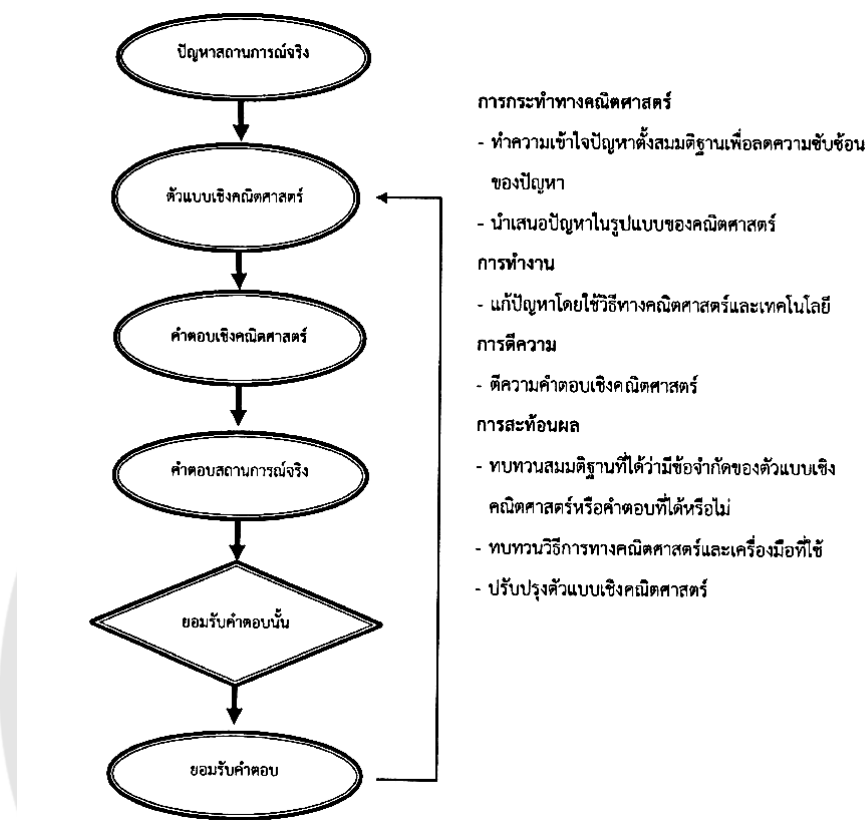 ปัญหาสถานการณ์จริง
ตัวแบบเชิงคณิตศาสตร์
คำตอบเชิงคณิตศาสตร์
คำตอบสถานการณ์จริง
ยอมรับคำตอบนั้น
ยอมรับคำตอบ
การกระทำทางคณิตศาสตร์
- ทำความเข้าใจปัญหาตั้งสมมติฐานเพื่อลดความซับซ้อน
ของปัญหา
- นำเสนอปัญหาในรูปแบบของคณิตศาสตร์
การทำงาน
- แก้ปัญหาโดยใช้วิธีทางคณิตศาสตร์และเทคโนโลยี
การตีความ
- ตีความคำตอบเชิงคณิตศาสตร์
การสะท้อนผล
- ทบทวนสมมติฐานที่ได้ว่ามีข้อจำกัดของตัวแบบเชิง
คณิตศาสตร์หรือคำตอบที่ได้หรือไม่
- ทบทวนวิธีการทางคณิตศาสตร์และเครื่องมือที่ใช้
- ปรับปรุงตัวแบบเชิงคณิตศาสตร์